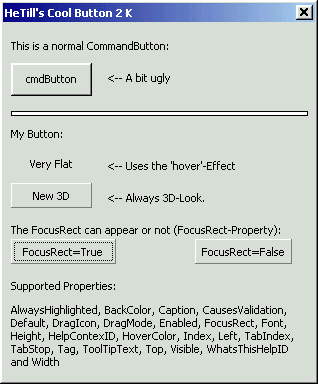 HeTill's Cool Button 2 K
This is a normal CommandButton:
cmdButton <-- A bit ugly
My Button:
Very Flat <-- Uses the 'hover'-Effect
New 3D <-- Always 3D-Look.
The FocusRect can appear or not (FocusRect-Property):
FocusRect=True FocusRect=False
Supported Properties:
AlwaysHighlighted, BackColor, Caption, CausesValidation,
Default, DragIcon, DragMode, Enabled, FocusRect, Font,
Height, HelpContexID, HoverColor, Index, Left, TabIndex,
TabStop, Tag, ToolTipText, Top, Visible, WhatsThisHelpID
and Width